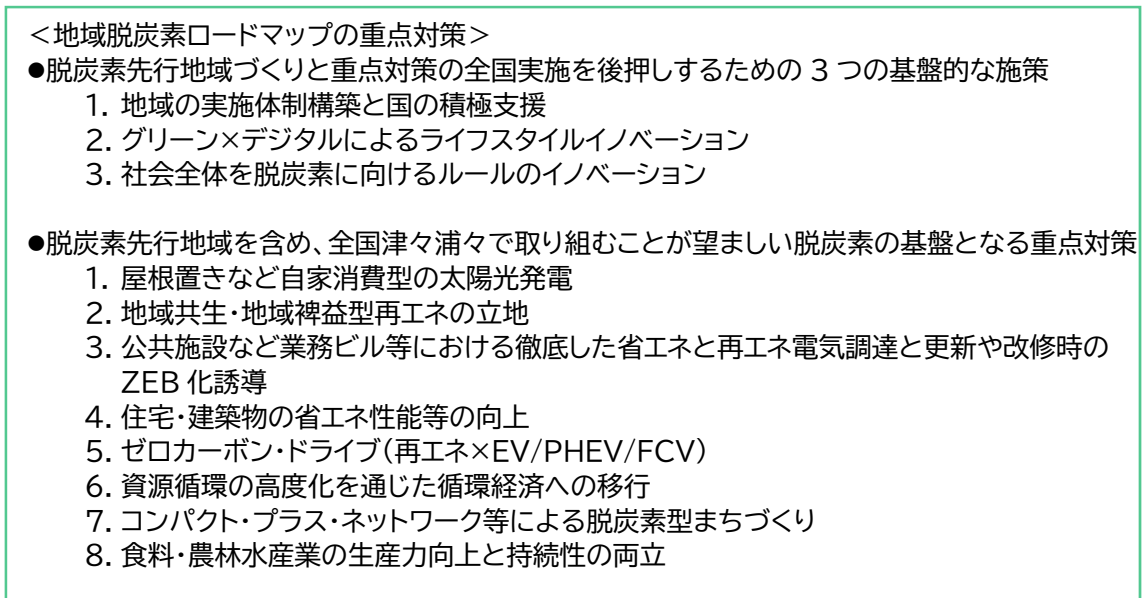 ＜地域脱炭素ロードマップの重点対策＞
●脱炭素先行地域づくりと重点対策の全国実施を後押しするための 3 つの基盤的な施策
1. 地域の実施体制構築と国の積極支援
2. グリーン×デジタルによるライフスタイルイノベーション
3. 社会全体を脱炭素に向けるルールのイノベーション
●脱炭素先行地域を含め、全国津々浦々で取り組むことが望ましい脱炭素の基盤となる重点対策
1. 屋根置きなど自家消費型の太陽光発電
2. 地域共生・地域裨益型再エネの立地
3. 公共施設など業務ビル等における徹底した省エネと再エネ電気調達と更新や改修時の
ZEB 化誘導
4. 住宅・建築物の省エネ性能等の向上
5. ゼロカーボン・ドライブ（再エネ×EV/PHEV/FCV）
6. 資源循環の高度化を通じた循環経済への移行
7. コンパクト・プラス・ネットワーク等による脱炭素型まちづくり
8. 食料・農林水産業の生産力向上と持続性の両立